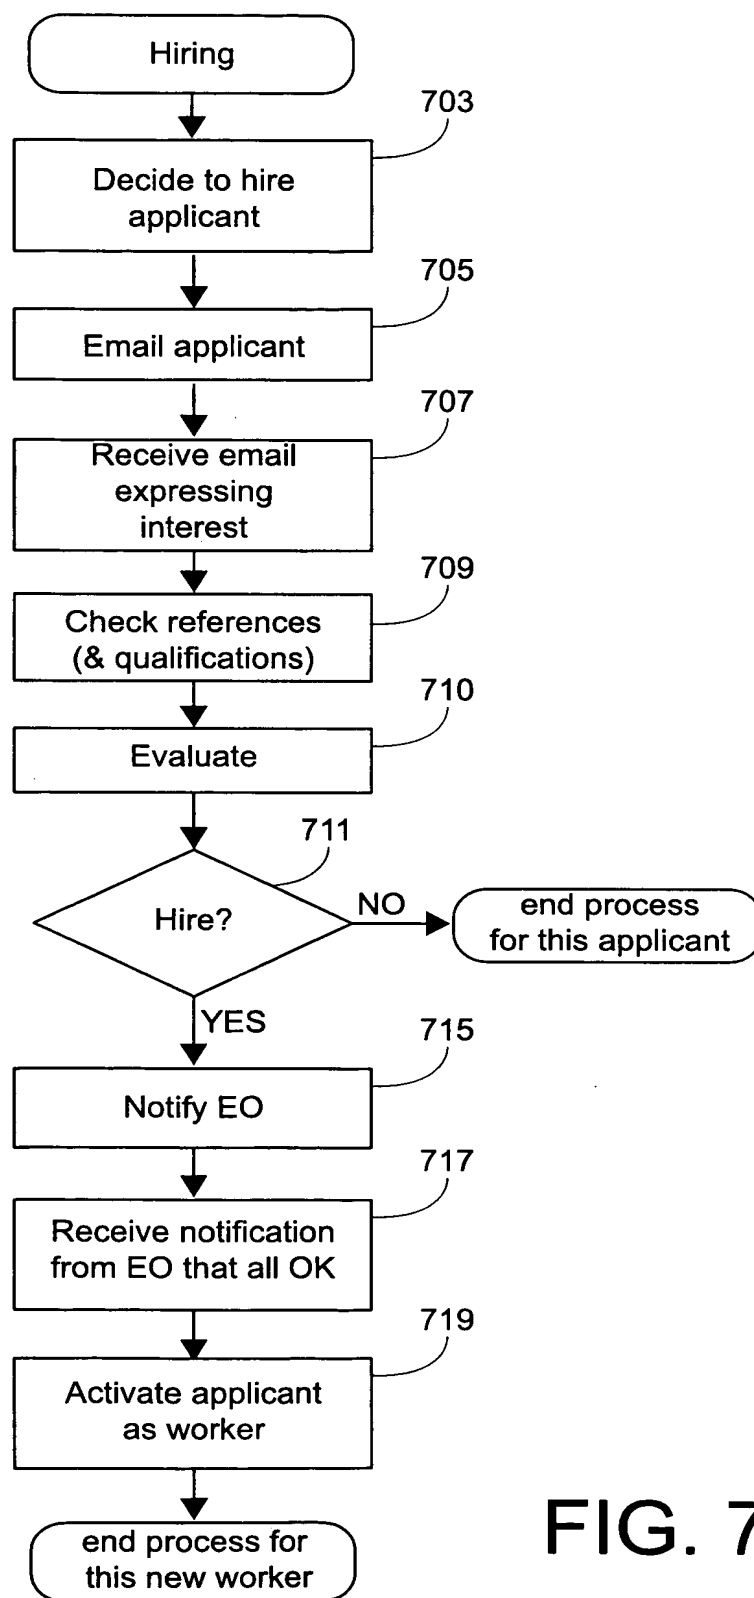 Hiring
703
Decide to hire
applicant
705
Email applicant
707
Receive email
expressing
interest
709
Check references
(& qualifications)
710
Evaluate
711
Hire?
NO
end process
for this applicant
YES
715
Notify EO
717
Receive notification
from EO that all OK
719
Activate applicant
as worker
end process for
this new worker
FIG. 7